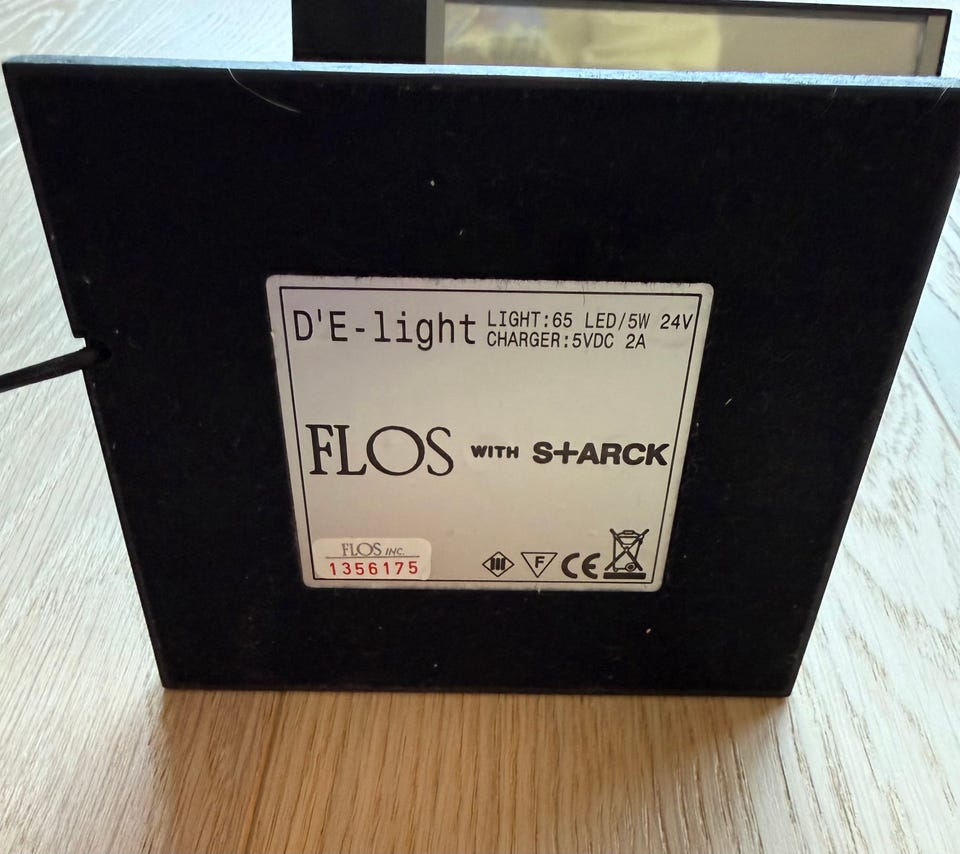 D'E-light LIGHT:65 LED/5W 24V
CHARGER:5VDC 2A
FLOS WITH S+ARCK
FLOS INC.
1356175
F CE